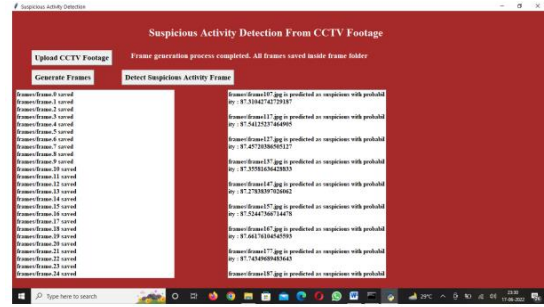 Suspicious Activity Detection
Suspicious Activity Detection From CCTV Footage
Upload CCTV Footage
Frame generation process completed. All frames saved inside frame folder
Generate Frames
Detect Suspicious Activity Frame
frames/frame.0 saved
frames/frame.1 saved
frames/frame.2 saved
frames/frame.3 saved
frames/frame.4 saved
frames/frame.5 saved
frames/frame.6 saved
frames/frame.7 saved
frames/frame.8 saved
frames/frame.9 saved
frames/frame.10 saved
frames/frame.11 saved
frames/frame.12 saved
frames/frame.13 saved
frames/frame.14 saved
frames/frame.15 saved
frames/frame.16 saved
frames/frame.17 saved
frames/frame.18 saved
frames/frame.19 saved
frames/frame.20 saved
frames/frame.21 saved
frames/frame.22 saved
frames/frame.23 saved
frames/frame.24 saved
frames/frame107.jpg is predicted as suspicious with probabil
ity : 87.31042742729187
frames/frame117.jpg is predicted as suspicious with probabil
ity : 87.54125237464905
frames/frame127.jpg is predicted as suspicious with probabil
ity : 87.45720386505127
frames/frame137.jpg is predicted as suspicious with probabil
ity : 87.35581636428833
frames/frame147.jpg is predicted as suspicious with probabil
ity : 87.27838397026062
frames/frame157.jpg is predicted as suspicious with probabil
ity : 87.52447366714478
frames/frame167.jpg is predicted as suspicious with probabil
ity : 87.66176104545593
frames/frame177.jpg is predicted as suspicious with probabil
ity : 87.74349689483643
frames/frame187.jpg is predicted as suspicious with probabil
Type here to search
29°C
ENG
17-06-2022